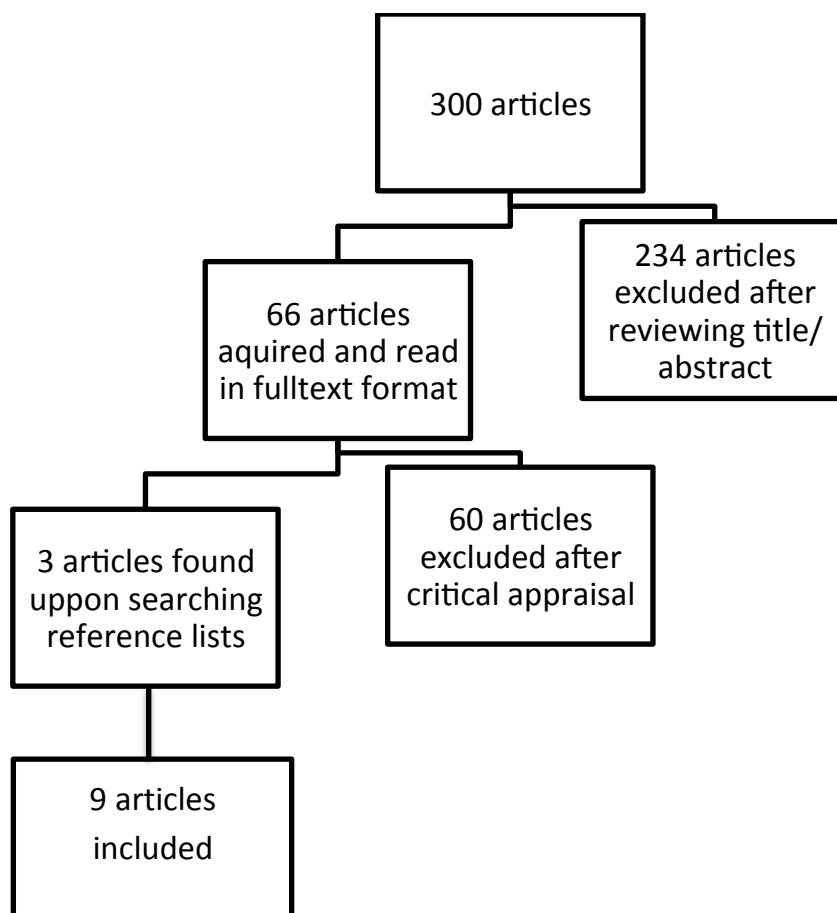 300 articles
234 articles
excluded after
reviewing title/
abstract
66 articles
aquired and read
in fulltext format
60 articles
excluded after
critical appraisal
3 articles found
uppon searching
reference lists
9 articles
included